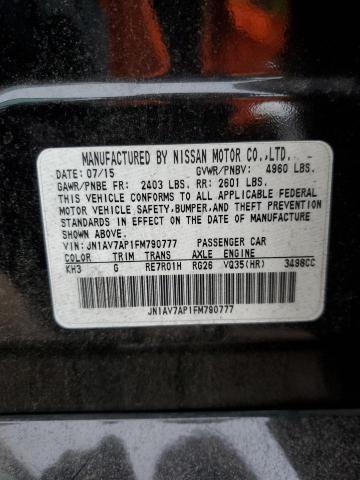 MANUFACTURED BY NISSAN MOTOR CO.,LTD.
DATE: 07/15 GVWR/PNBV: 4960 LBS.
GAWR/PNBE FR: 2403 LBS. RR: 2601 LBS.
THIS VEHICLE CONFORMS TO ALL APPLICABLE FEDERAL
MOTOR VEHICLE SAFETY,BUMPER,AND THEFT PREVENTION
STANDARDS IN EFFECT ON THE DATE OF MANUFACTURE
SHOWN ABOVE.
VIN: JN1AV7AP1FM790777 PASSENGER CAR
COLOR TRIM TRANS AXLE ENGINE
KH3 G RE7R01H RG26 VQ35(HR) 3498CC
JN1AV7AP1FM790777